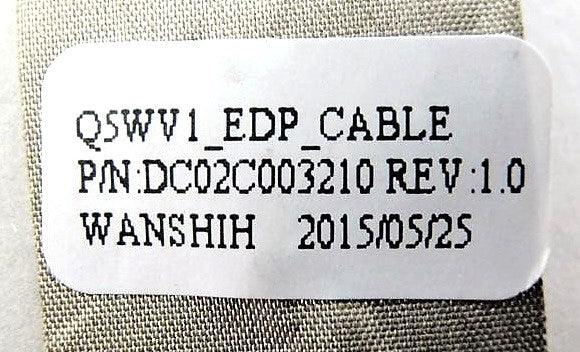 Q5WV1_EDP_CABLE
P/N:DC02C003210 REV:1.0
WANSHIH 2015/05/25